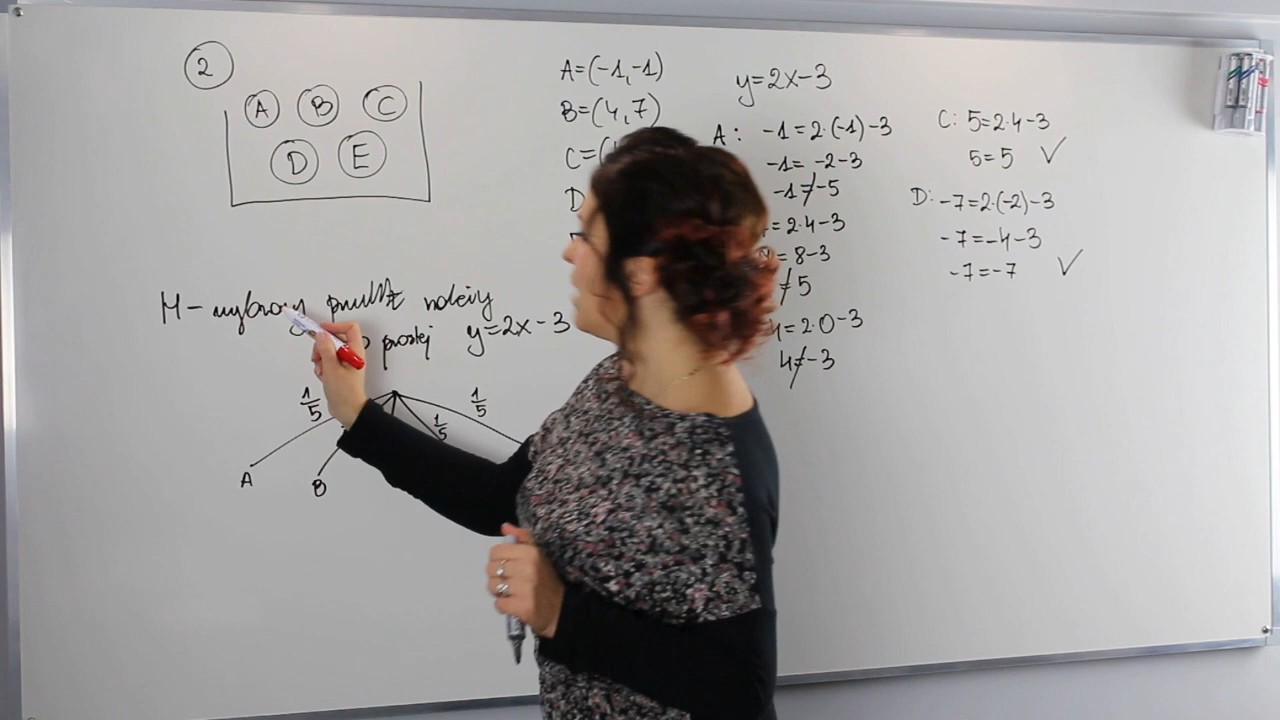 2
A B C
D E
A=(-1,-1)
B=(4,7)
C=(
D
y=2x-3
A: -1=2·(-1)-3
-1=-2-3
-1≠-5
=2·4-3
=8-3
≠5
=2·0-3
4≠-3
C: 5=2·4-3
5=5 ✓
D: -7=2·(-2)-3
-7=-4-3
-7=-7 ✓
M- wybrany punkt należy
prostej y=2x-3
1/5 1/5 1/5
A B